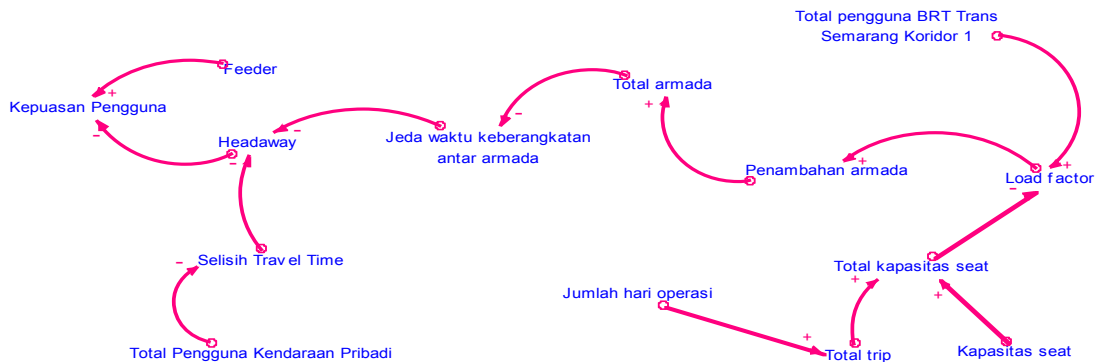 Total pengguna BRT Trans
Semarang Koridor 1
Feeder
Kepuasan Pengguna
+
-
Headaway
-
-
Jeda waktu keberangkatan
antar armada
-
Total armada
+
Penambahan armada
+
Load factor
+
-
Selisih Travel Time
-
Total Pengguna Kendaraan Pribadi
Total kapasitas seat
+
+
Jumlah hari operasi
+
Total trip
Kapasitas seat